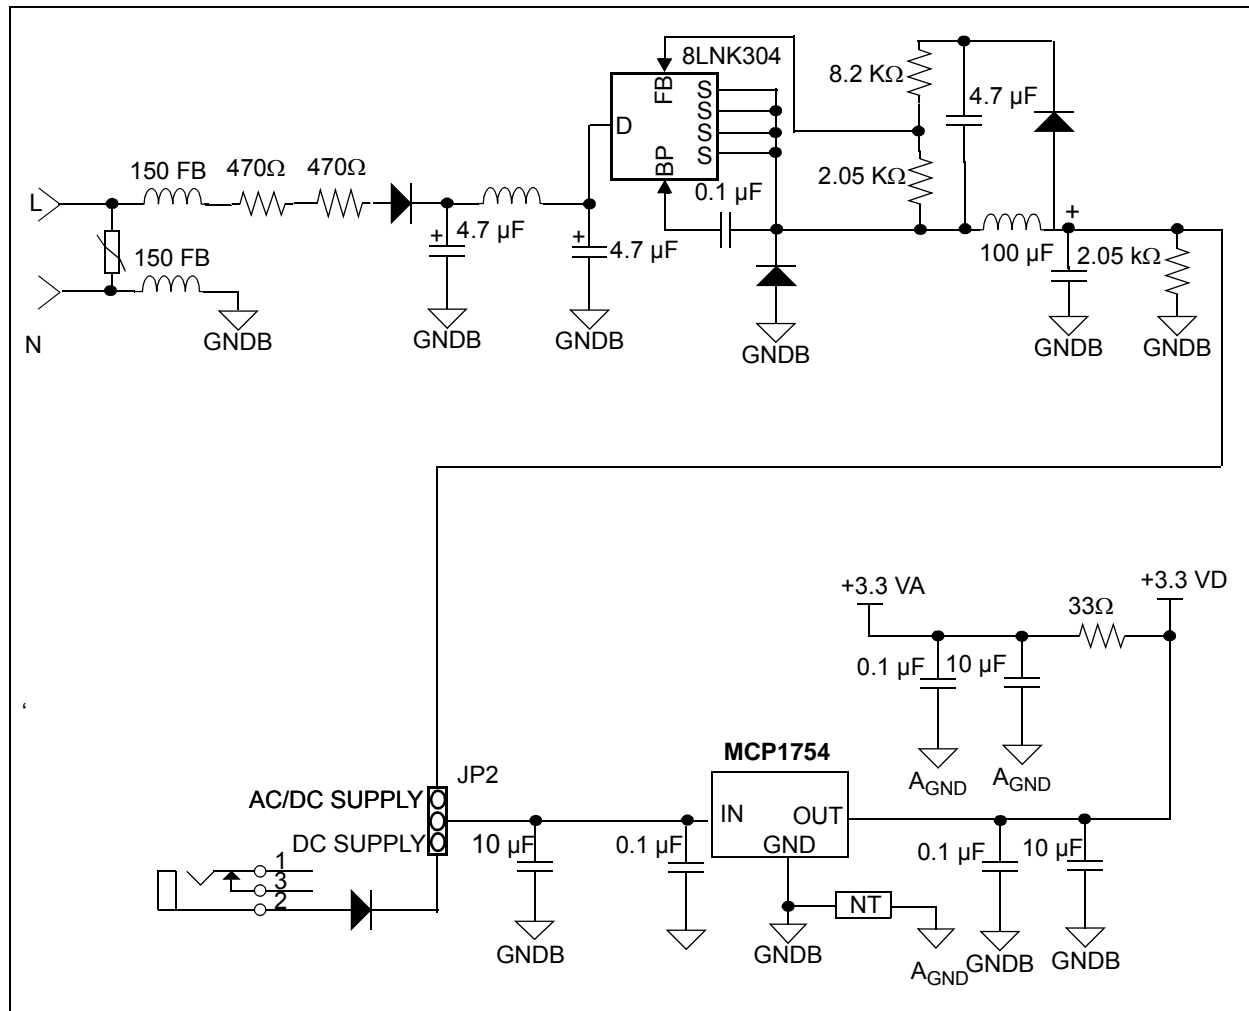 8LNK304
FB
D
S
S
S
S
BP
8.2 KΩ
4.7 µF
2.05 KΩ
0.1 µF
L
150 FB
470Ω
470Ω
+
4.7 µF
+
4.7 µF
150 FB
N
GNDB
GNDB
GNDB
GNDB
100 µF
+
2.05 kΩ
GNDB
GNDB
+3.3 VA
+3.3 VD
33Ω
0.1 µF
10 µF
AGND
AGND
‘
JP2
AC/DC SUPPLY
DC SUPPLY
1
3
2
10 µF
GNDB
0.1 µF
MCP1754
IN
OUT
GND
GNDB
NT
AGND
0.1 µF
10 µF
GNDB
GNDB